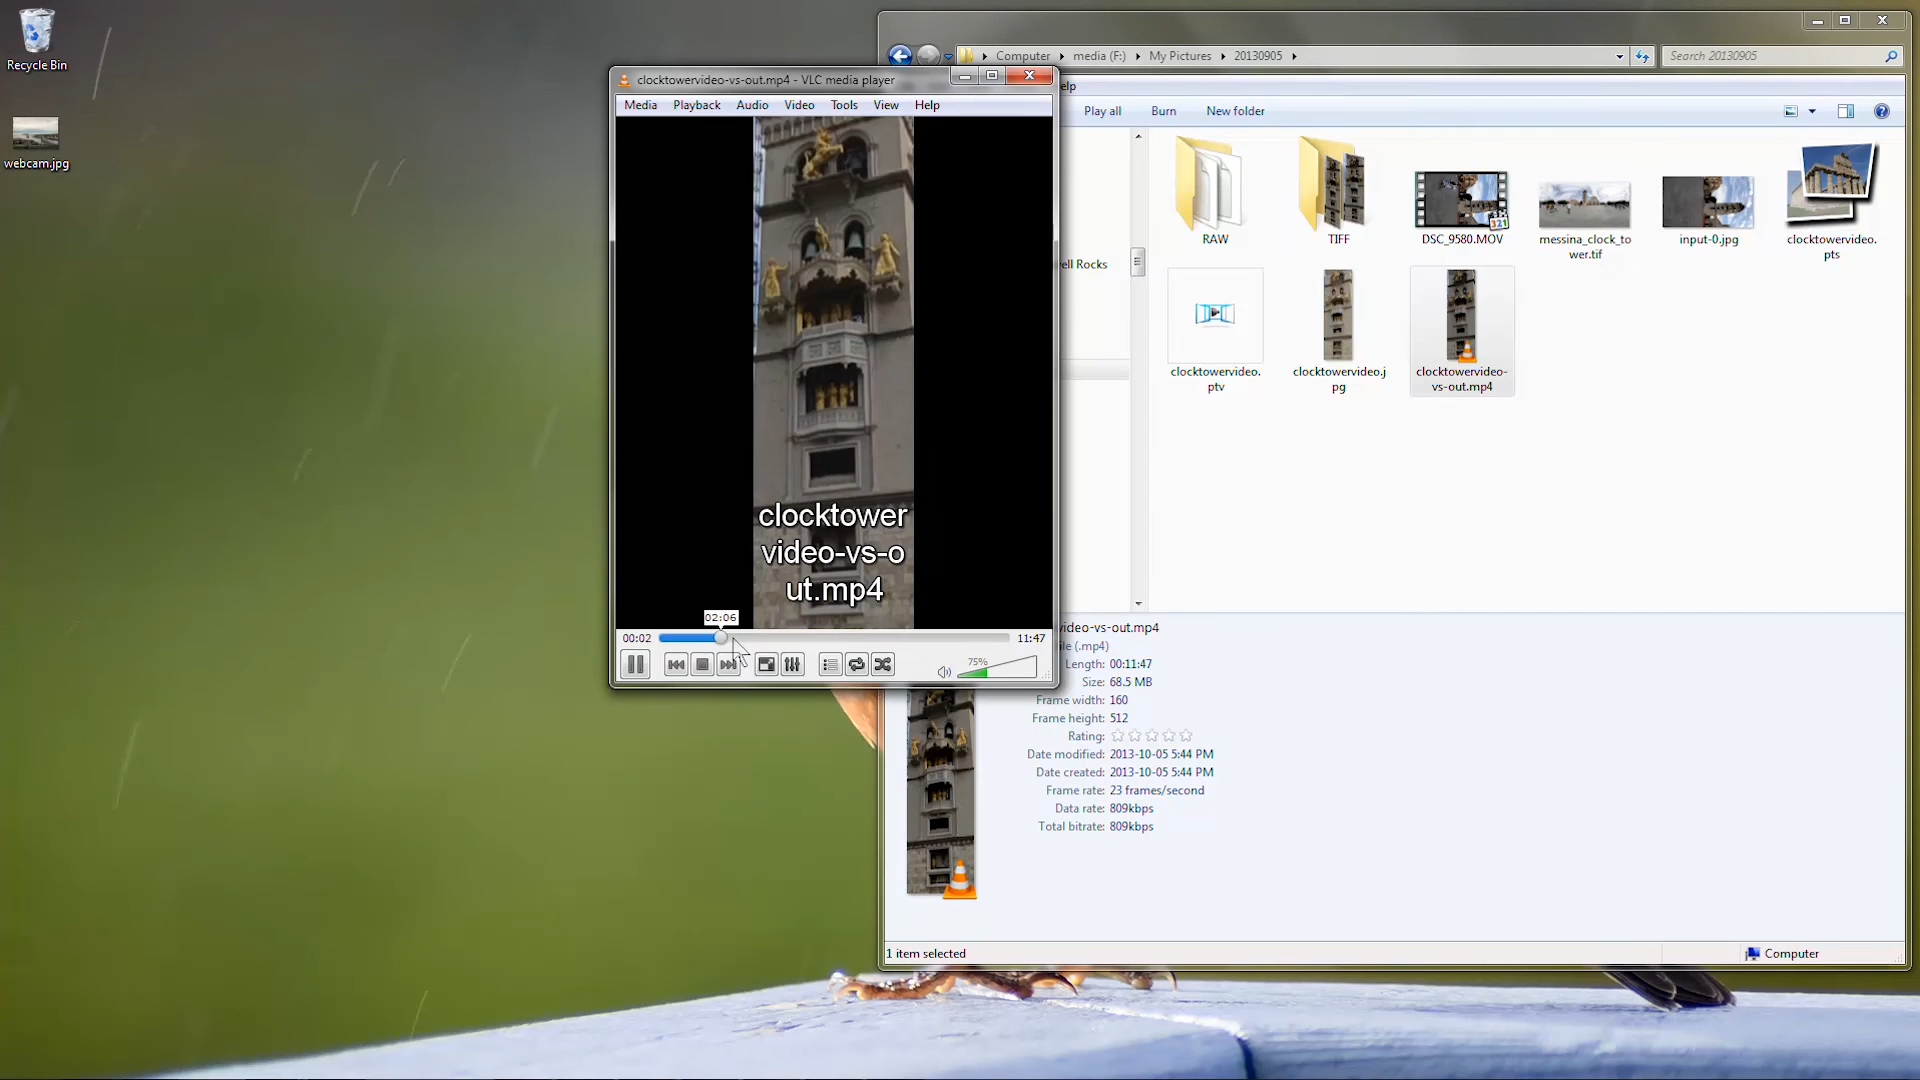 Recycle Bin
webcam.jpg
clocktowervideo-vs-out.mp4 - VLC media player
Media Playback Audio Video Tools View Help
clocktower
video-vs-o
ut.mp4
02:06
00:02
11:47
75%
Computer media (F:) My Pictures 20130905
Search 20130905
elp
Play all Burn New folder
ell Rocks
RAW
TIFF
DSC_9580.MOV
messina_clock_to
wer.tif
input-0.jpg
clocktowervideo.
pts
321
clocktowervideo.
ptv
clocktowervideo.j
pg
clocktowervideo-
vs-out.mp4
video-vs-out.mp4
ile (.mp4)
Length: 00:11:47
Size: 68.5 MB
Frame width: 160
Frame height: 512
Rating:
Date modified: 2013-10-05 5:44 PM
Date created: 2013-10-05 5:44 PM
Frame rate: 23 frames/second
Data rate: 809kbps
Total bitrate: 809kbps
1 item selected
Computer